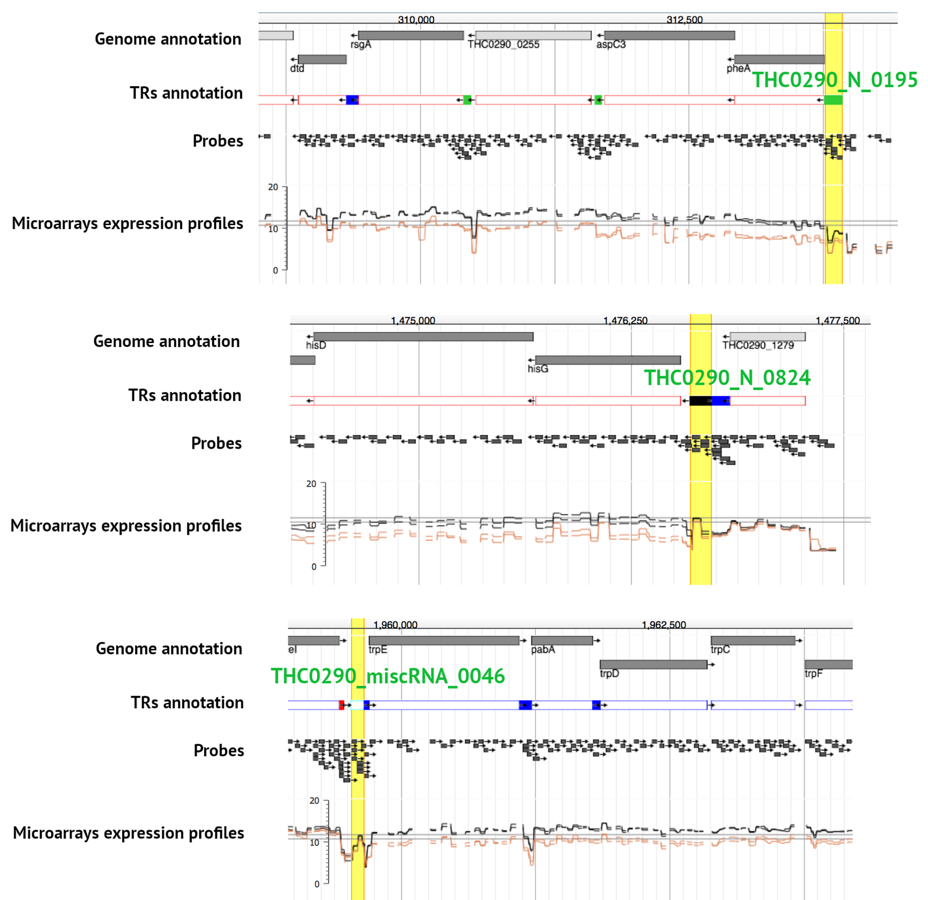 310,000 312,500
Genome annotation
rsgA THC0290_0255 aspC3
dtd pheA
THC0290_N_0195
TRs annotation
Probes
20
Microarrays expression profiles
10
0
1,475,000 1,476,250 1,477,500
Genome annotation
hisD THC0290_1279
hisG
THC0290_N_0824
TRs annotation
Probes
20
Microarrays expression profiles
10
0
1,960,000 1,962,500
Genome annotation
el trpE pabA trpC
trpD trpF
THC0290_miscRNA_0046
TRs annotation
Probes
20
Microarrays expression profiles
10
0